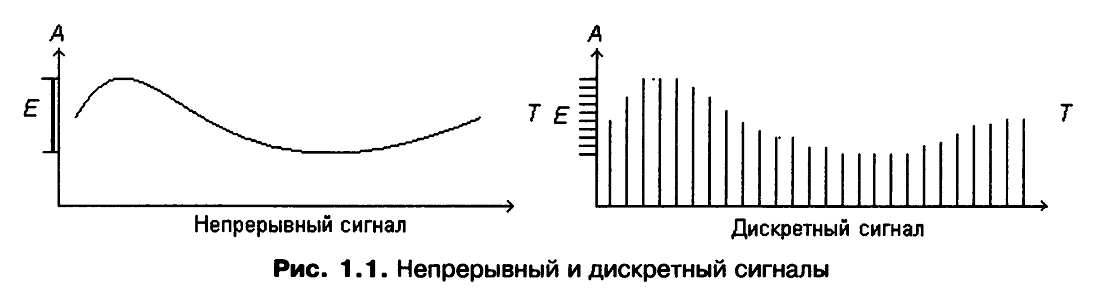 A
A
E
T
E
T
Непрерывный сигнал
Дискретный сигнал
Рис. 1.1. Непрерывный и дискретный сигналы